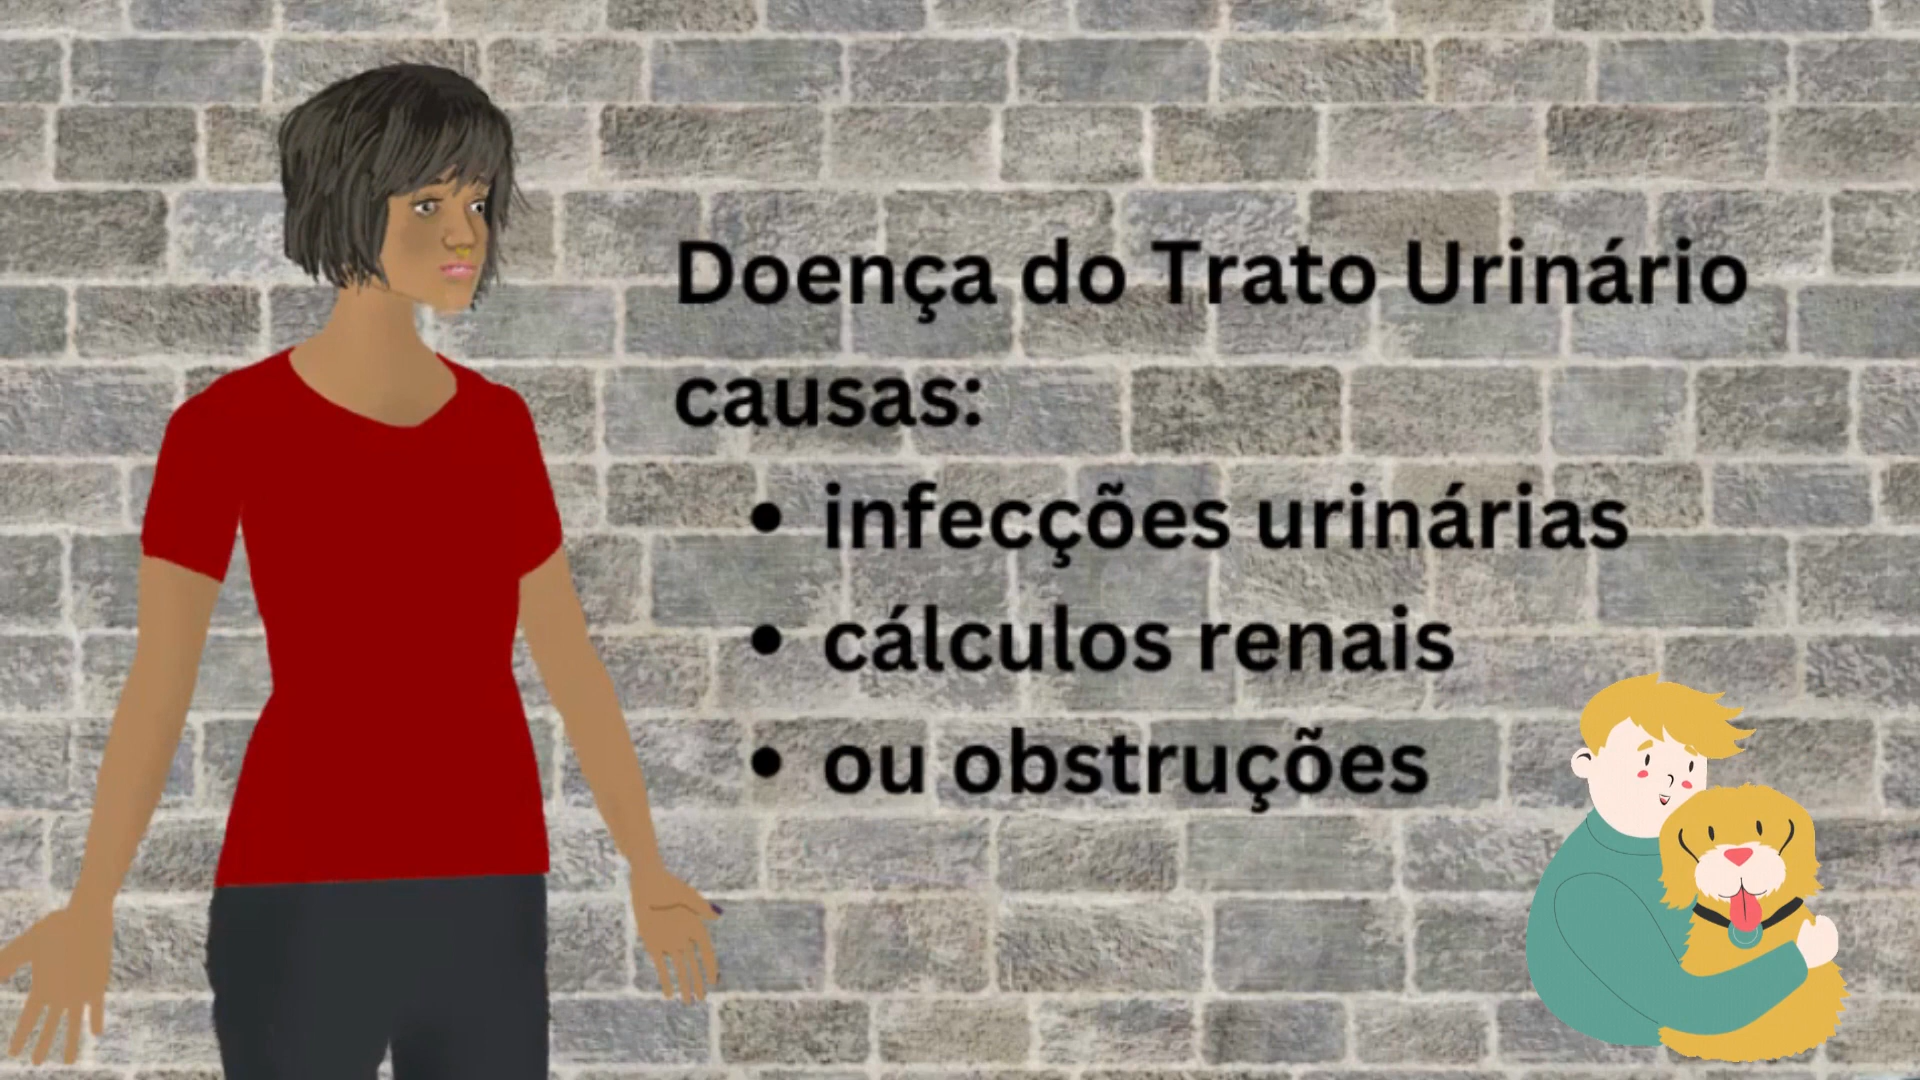 Doença do Trato Urinário
causas:
• infecções urinárias
• cálculos renais
• ou obstruções